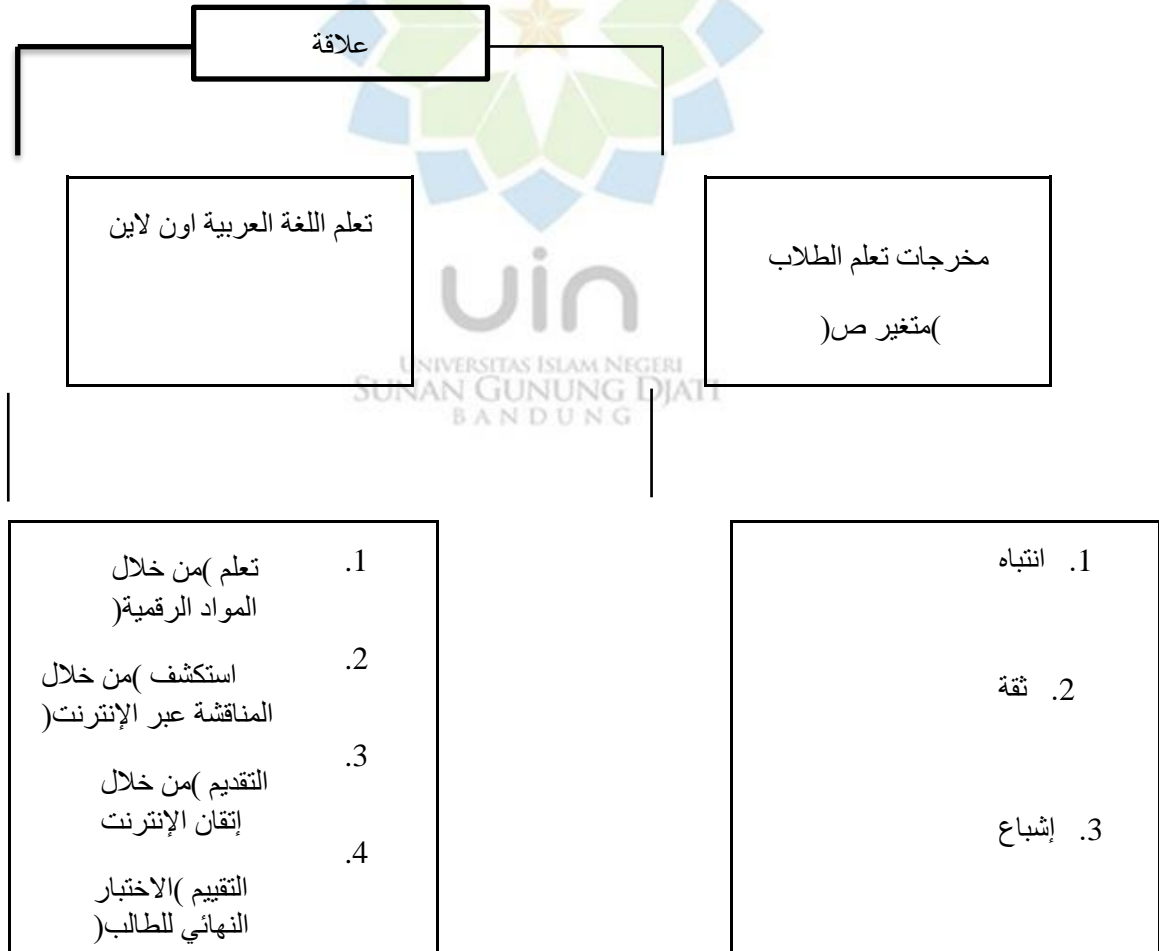 علاقة
تعلم اللغة العربية اون لاين
مخرجات تعلم الطلاب
)متغير ص(
uin
UNIVERSITAS ISLAM NEGERI
SUNAN GUNUNG DJATI
BANDUNG
1. تعلم )من خلال
المواد الرقمية(
2. استكشف )من خلال
المناقشة عبر الإنترنت(
3. التقديم )من خلال
إتقان الإنترنت
4. التقييم )الاختبار
النهائي للطالب(
1. انتباه
2. ثقة
3. إشباع